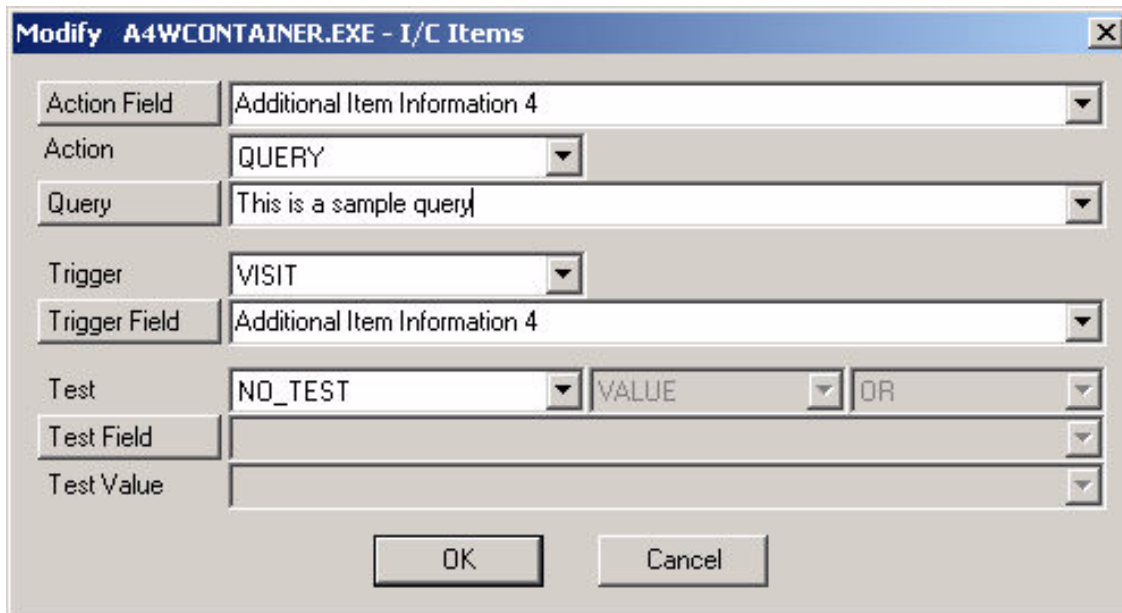 Modify A4WCONTAINER.EXE - I/C Items
Action Field Additional Item Information 4
Action QUERY
Query This is a sample query
Trigger VISIT
Trigger Field Additional Item Information 4
Test NO_TEST VALUE OR
Test Field
Test Value
OK Cancel